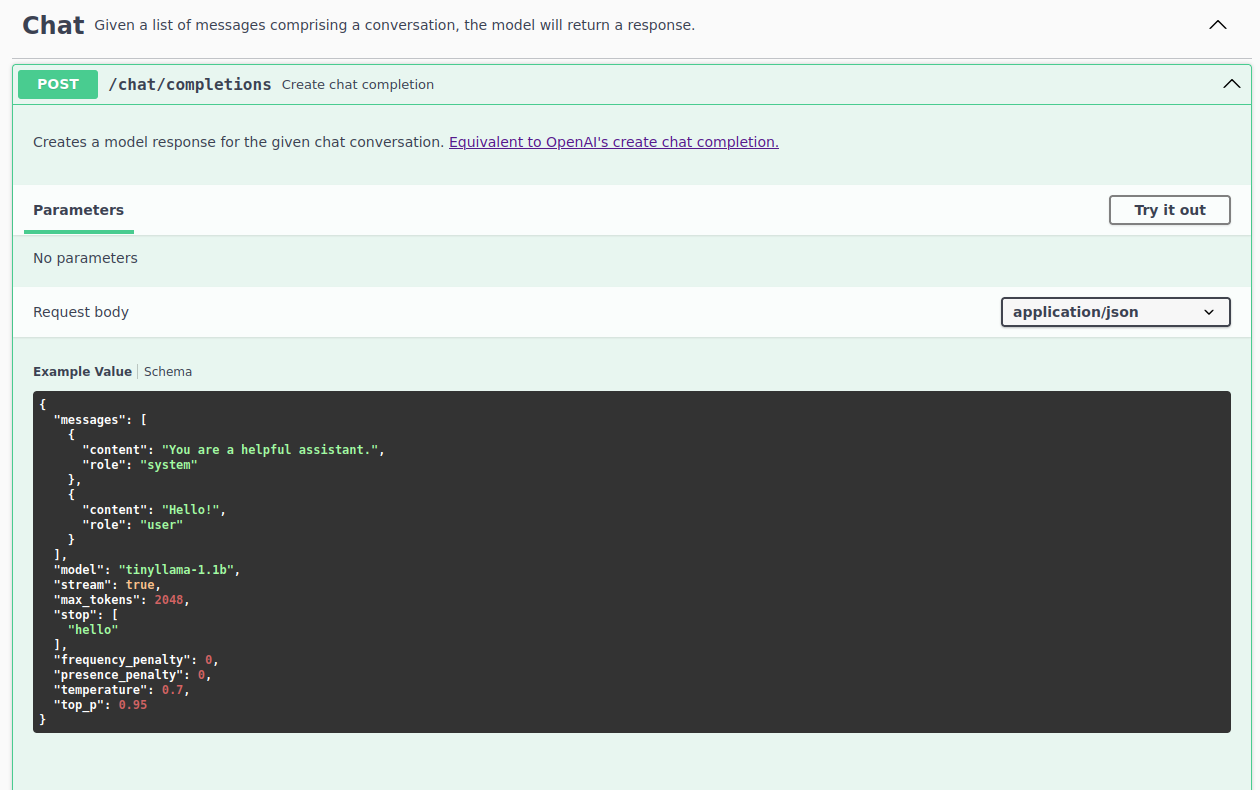 Chat Given a list of messages comprising a conversation, the model will return a response.
POST /chat/completions Create chat completion
Creates a model response for the given chat conversation. Equivalent to OpenAI's create chat completion.
Parameters Try it out
No parameters
Request body application/json
Example Value Schema
{
  "messages": [
    {
      "content": "You are a helpful assistant.",
      "role": "system"
    },
    {
      "content": "Hello!",
      "role": "user"
    }
  ],
  "model": "tinyllama-1.1b",
  "stream": true,
  "max_tokens": 2048,
  "stop": [
    "hello"
  ],
  "frequency_penalty": 0,
  "presence_penalty": 0,
  "temperature": 0.7,
  "top_p": 0.95
}